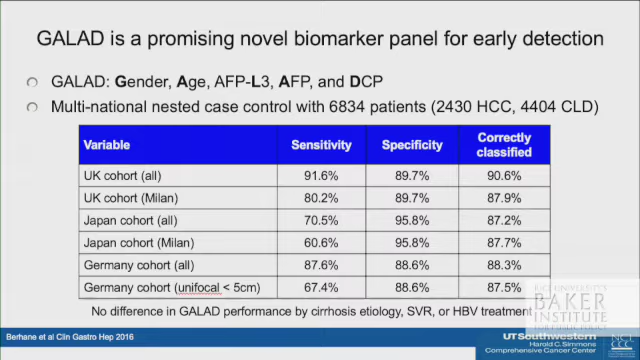 GALAD is a promising novel biomarker panel for early detection
GALAD: Gender, Age, AFP-L3, AFP, and DCP
Multi-national nested case control with 6834 patients (2430 HCC, 4404 CLD)
Variable Sensitivity Specificity Correctly classified
UK cohort (all) 91.6% 89.7% 90.6%
UK cohort (Milan) 80.2% 89.7% 87.9%
Japan cohort (all) 70.5% 95.8% 87.2%
Japan cohort (Milan) 60.6% 95.8% 87.7%
Germany cohort (all) 87.6% 88.6% 88.3%
Germany cohort (unifocal < 5cm) 67.4% 88.6% 87.5%
No difference in GALAD performance by cirrhosis etiology, SVR, or HBV treatment
RICE UNIVERSITY'S
BAKER
INSTITUTE
FOR PUBLIC POLICY
Berhane et al Clin Gastro Hep 2016
UT Southwestern
Harold C. Simmons
Comprehensive Cancer Center
NCI
CCC